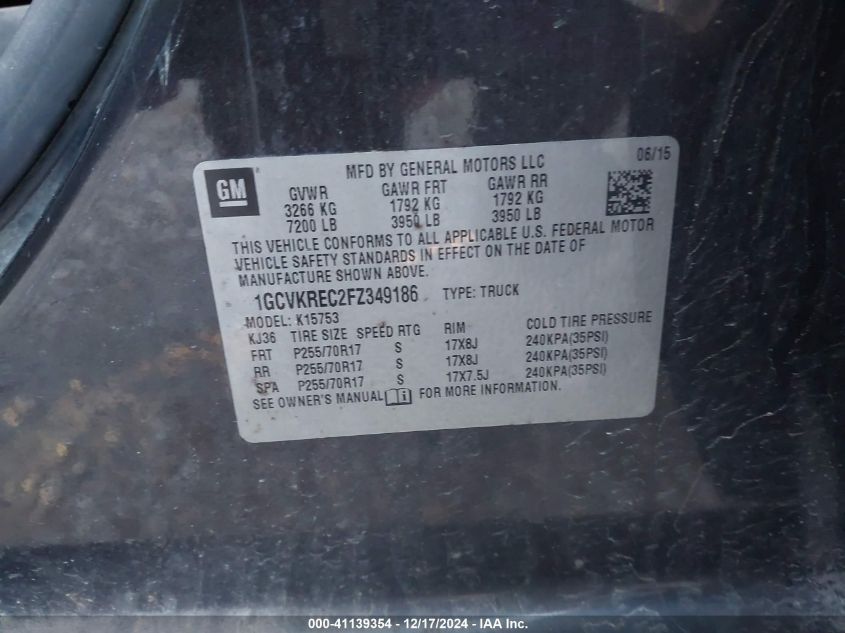 GM
MFD BY GENERAL MOTORS LLC 06/15
GVWR GAWR FRT GAWR RR
3266 KG 1792 KG 1792 KG
7200 LB 3950 LB 3950 LB
THIS VEHICLE CONFORMS TO ALL APPLICABLE U.S. FEDERAL MOTOR
VEHICLE SAFETY STANDARDS IN EFFECT ON THE DATE OF
MANUFACTURE SHOWN ABOVE.
1GCVKREC2FZ349186 TYPE: TRUCK
MODEL: K15753
KJ36 TIRE SIZE SPEED RTG RIM COLD TIRE PRESSURE
FRT P255/70R17 S 17X8J 240KPA(35PSI)
RR P255/70R17 S 17X8J 240KPA(35PSI)
SPA P255/70R17 S 17X7.5J 240KPA(35PSI)
SEE OWNER'S MANUAL i FOR MORE INFORMATION.
000-41139354 - 12/17/2024 - IAA Inc.